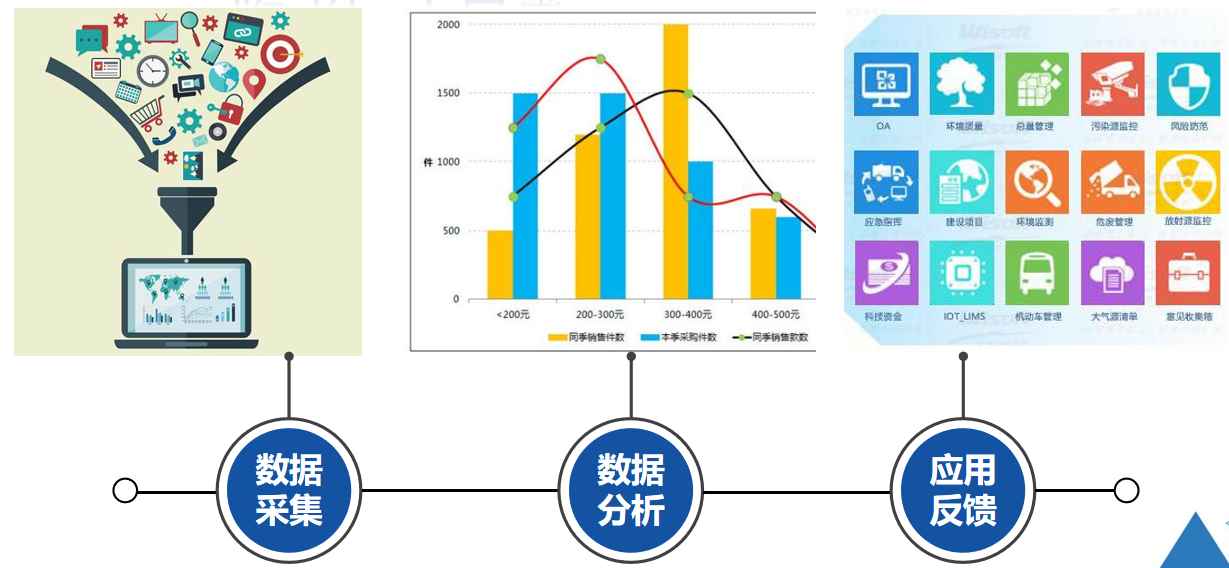 2000
1500
件 1000
500
0
<200元 200-300元 300-400元 400-500元
同季销售件数 本季采购件数 同季销售款数
Wisoft
OA 环境质量 总量管理 污染源监控 风险防范
应急指挥 建设项目 环境监测 危废管理 放射源监控
科技资金 IOT_LIMS 机动车管理 大气源清单 意见收集箱
数据
采集
数据
分析
应用
反馈